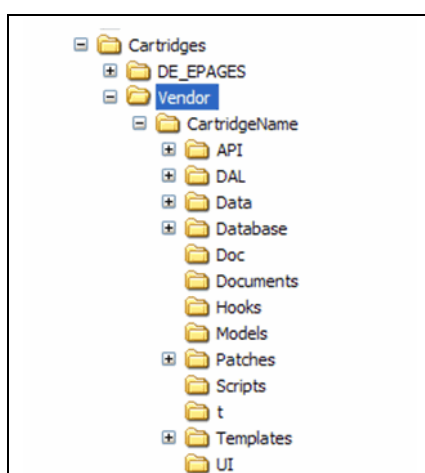 Cartridges
DE_EPAGES
Vendor
CartridgeName
API
DAL
Data
Database
Doc
Documents
Hooks
Models
Patches
Scripts
t
Templates
UI